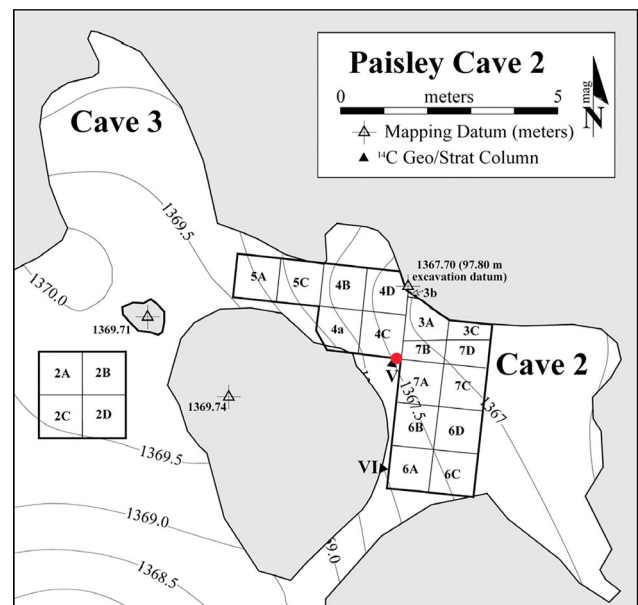 Paisley Cave 2
0 meters 5
mag
N
Mapping Datum (meters)
¹⁴C Geo/Strat Column
Cave 3
1369.5
1370.0
1369.71
1367.70 (97.80 m
excavation datum)
3b
5A 5C 4B 4D
3A 3C
4a 4C
7B 7D
V
Cave 2
2A 2B
7A 7C
1367.5
1367
1369.74
2C 2D
6B 6D
1369.5
VI
6A 6C
1369.0
1368.5